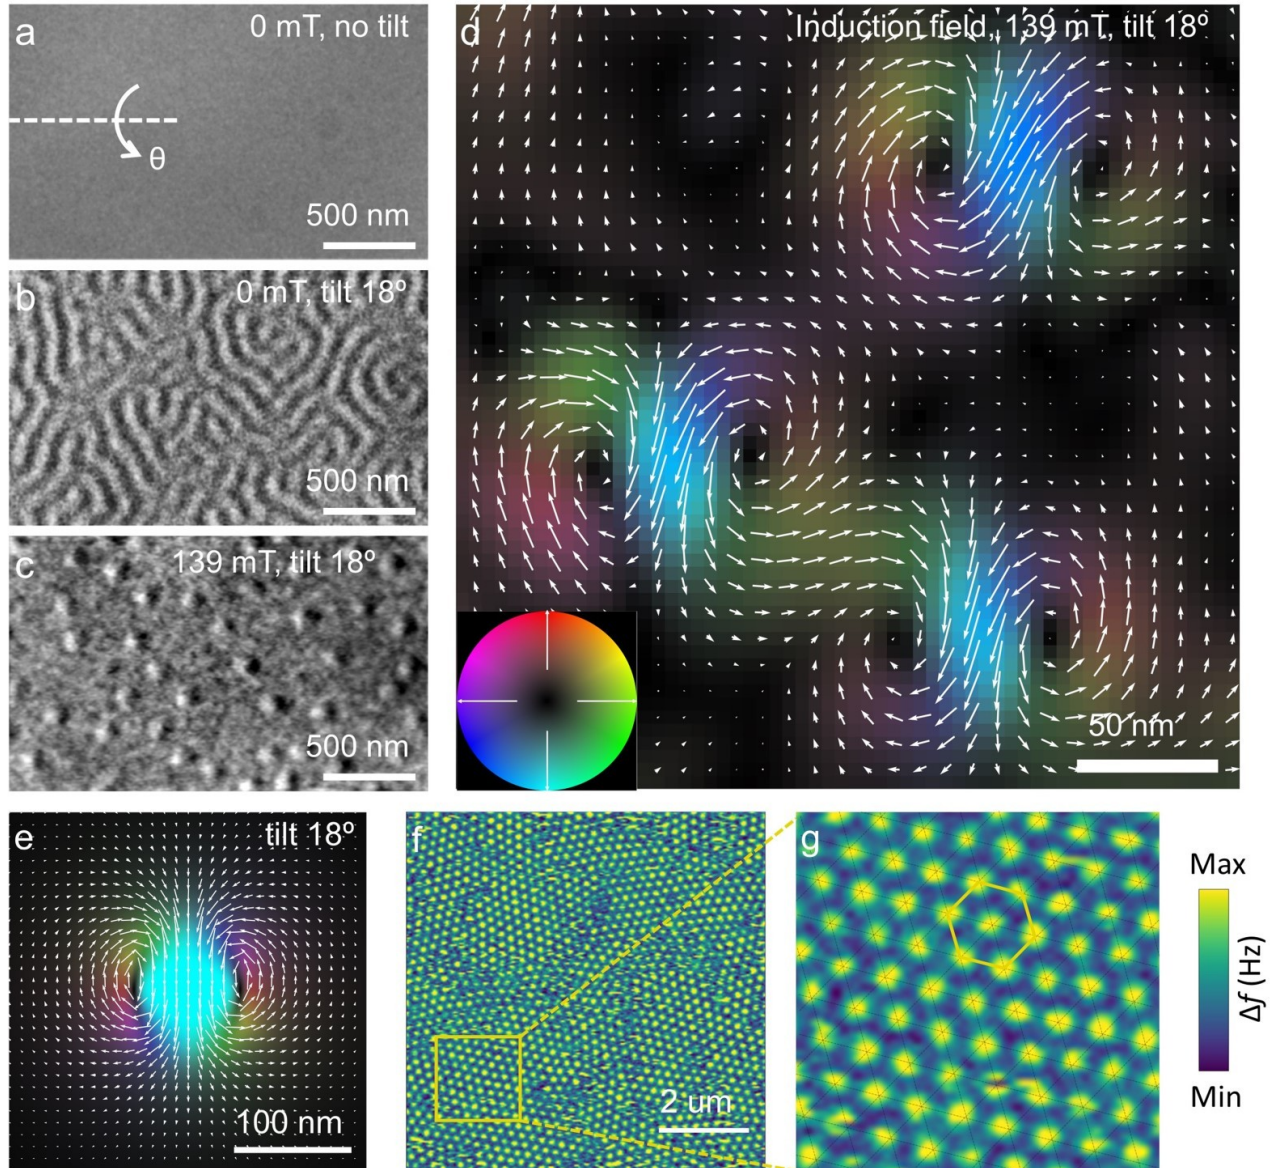 a
0 mT, no tilt
θ
500 nm
b
0 mT, tilt 18º
500 nm
c
139 mT, tilt 18º
500 nm
d
Induction field, 139 mT, tilt 18º
50 nm
e
tilt 18º
100 nm
f
2 um
g
Max
Δf (Hz)
Min